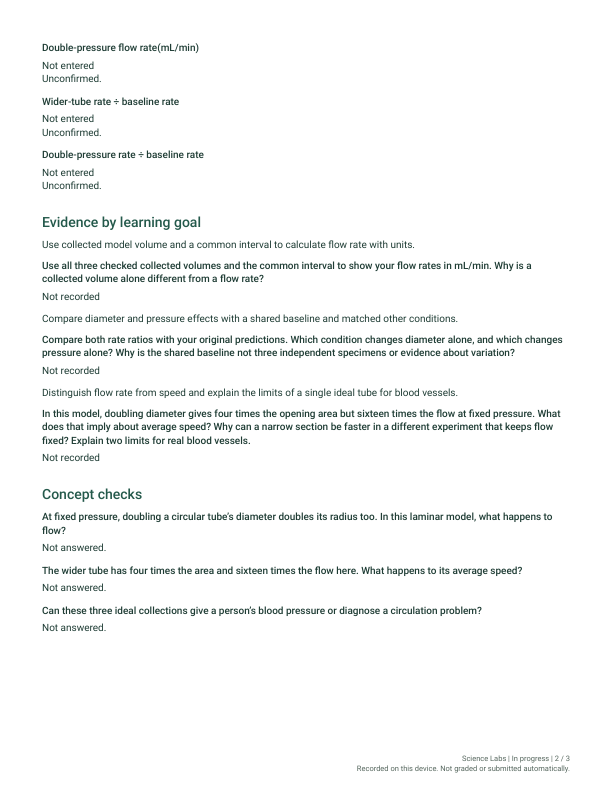 Double-pressure flow rate(mL/min)
Not entered
Unconfirmed.
Wider-tube rate ÷ baseline rate
Not entered
Unconfirmed.
Double-pressure rate ÷ baseline rate
Not entered
Unconfirmed.
Evidence by learning goal
Use collected model volume and a common interval to calculate flow rate with units.
Use all three checked collected volumes and the common interval to show your flow rates in mL/min. Why is a
collected volume alone different from a flow rate?
Not recorded
Compare diameter and pressure effects with a shared baseline and matched other conditions.
Compare both rate ratios with your original predictions. Which condition changes diameter alone, and which changes
pressure alone? Why is the shared baseline not three independent specimens or evidence about variation?
Not recorded
Distinguish flow rate from speed and explain the limits of a single ideal tube for blood vessels.
In this model, doubling diameter gives four times the opening area but sixteen times the flow at fixed pressure. What
does that imply about average speed? Why can a narrow section be faster in a different experiment that keeps flow
fixed? Explain two limits for real blood vessels.
Not recorded
Concept checks
At fixed pressure, doubling a circular tube's diameter doubles its radius too. In this laminar model, what happens to
flow?
Not answered.
The wider tube has four times the area and sixteen times the flow here. What happens to its average speed?
Not answered.
Can these three ideal collections give a person's blood pressure or diagnose a circulation problem?
Not answered.
Science Labs | In progress | 2 / 3
Recorded on this device. Not graded or submitted automatically.